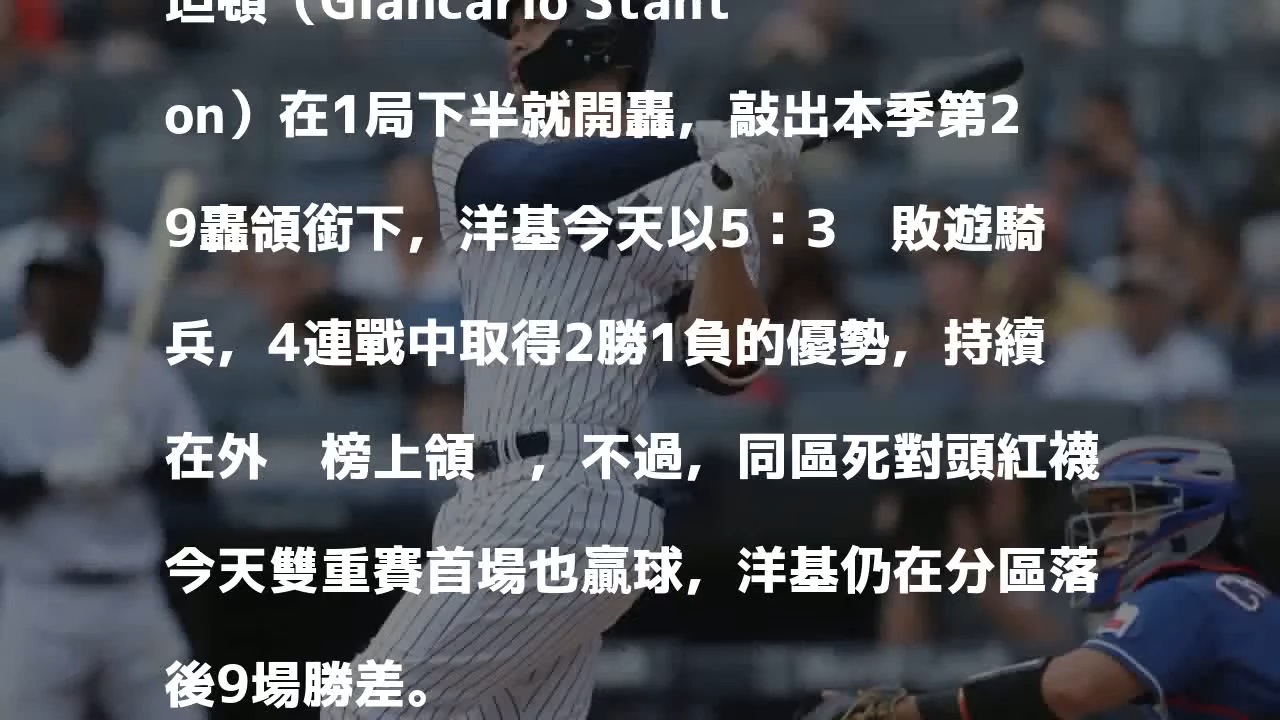 坦頓（Giancarlo Stant
on）在1局下半就開轟，敲出本季第2
9轟領銜下，洋基今天以5：3　敗遊騎
兵，4連戰中取得2勝1負的優勢，持續
在外　榜上領　，不過，同區死對頭紅襪
今天雙重賽首場也贏球，洋基仍在分區落
後9場勝差。